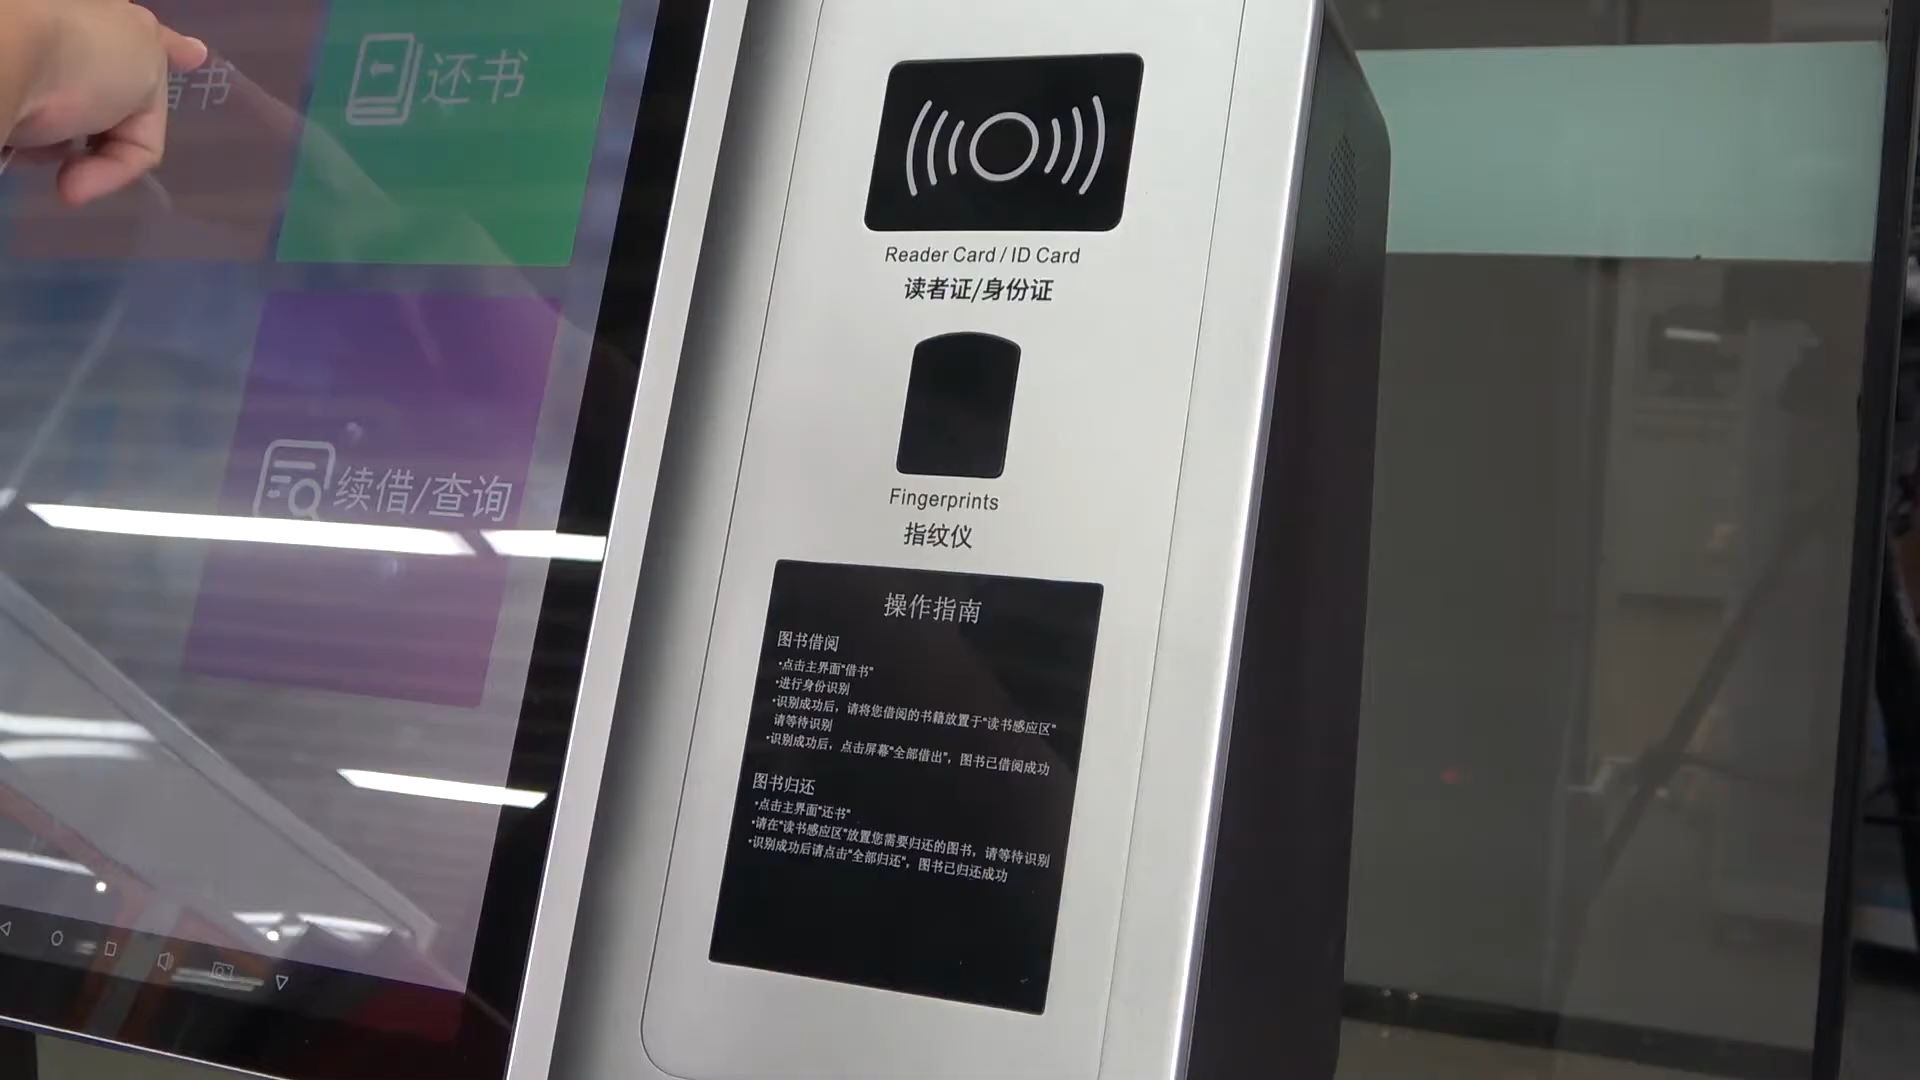 借书
还书
续借/查询
Reader Card / ID Card
读者证/身份证
Fingerprints
指纹仪
操作指南
图书借阅
·点击主界面“借书”
·进行身份识别
·识别成功后，请将您借阅的书籍放置于“读书感应区”
请等待识别
·识别成功后，点击屏幕“全部借出”，图书已借阅成功
图书归还
·点击主界面“还书”
·请在“读书感应区”放置您需要归还的图书，请等待识别
·识别成功后请点击“全部归还”，图书已归还成功